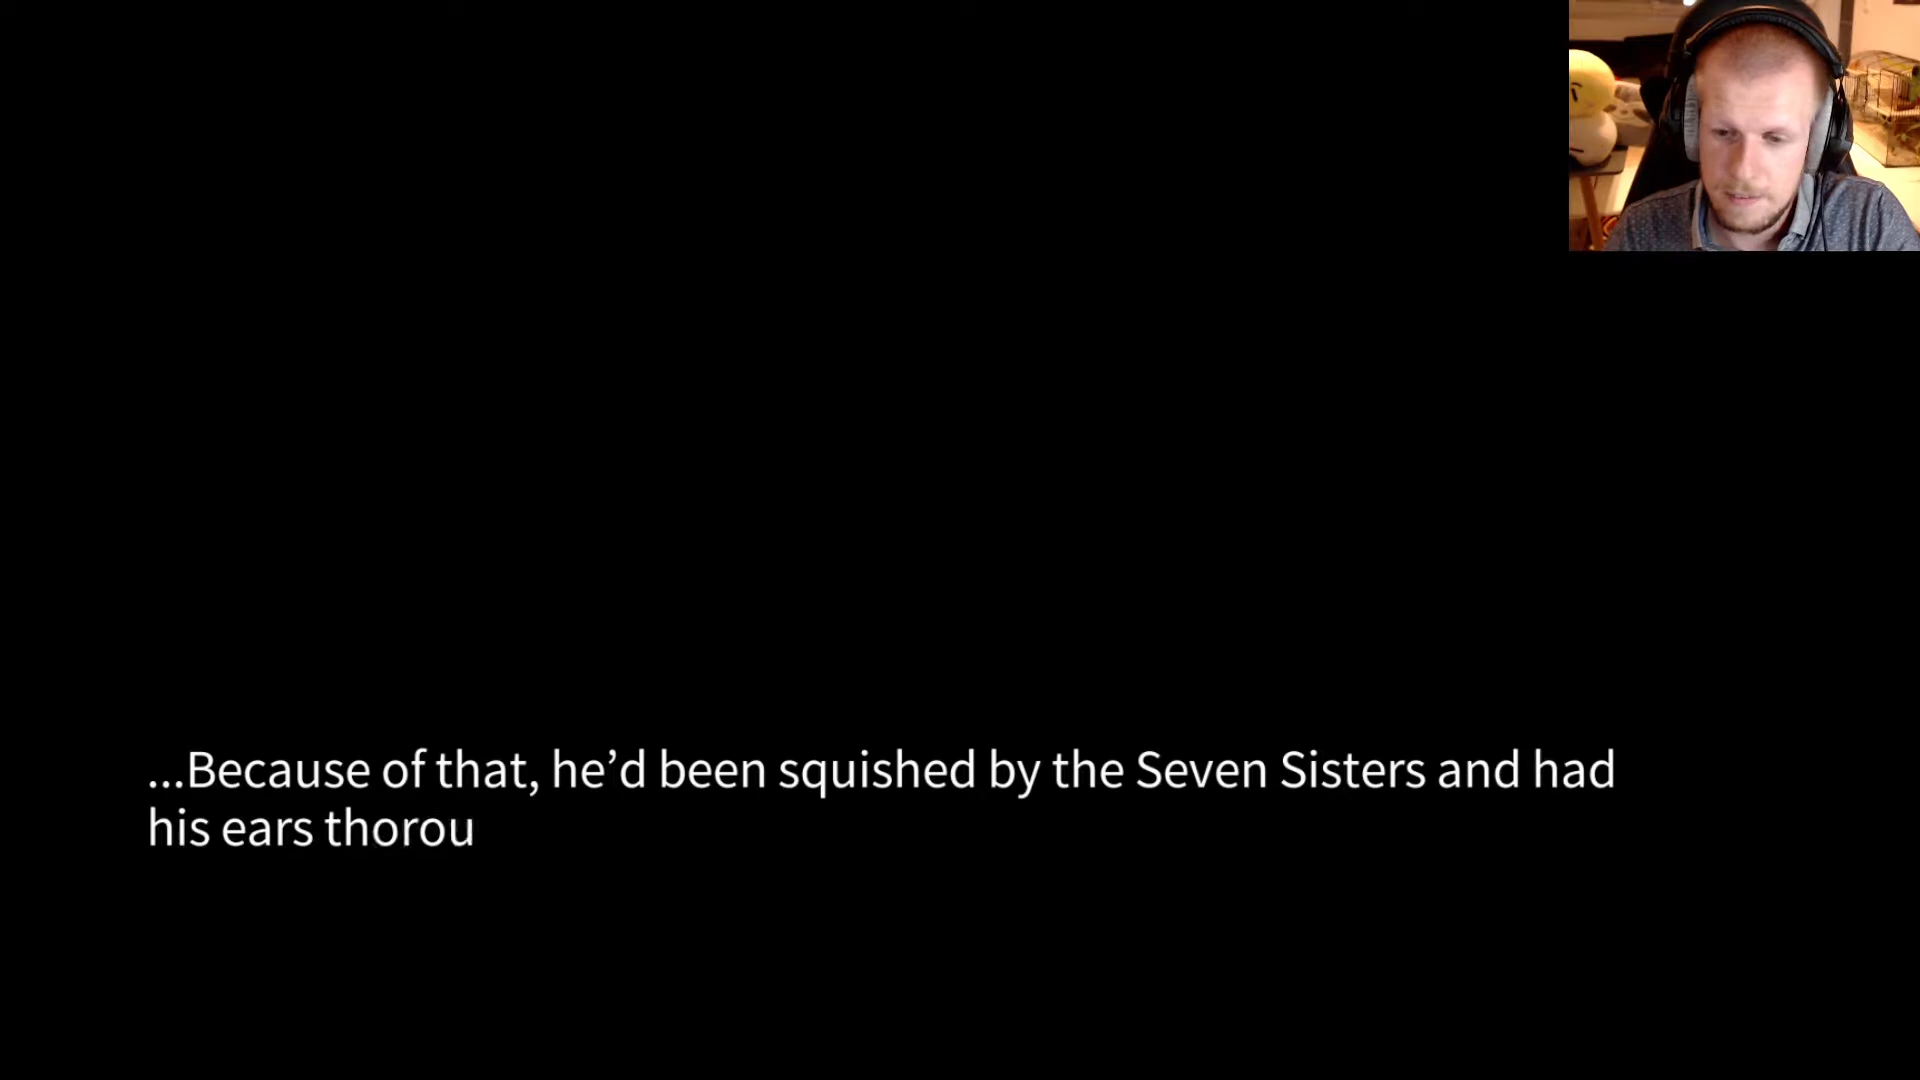 ...Because of that, he’d been squished by the Seven Sisters and had
his ears thorou